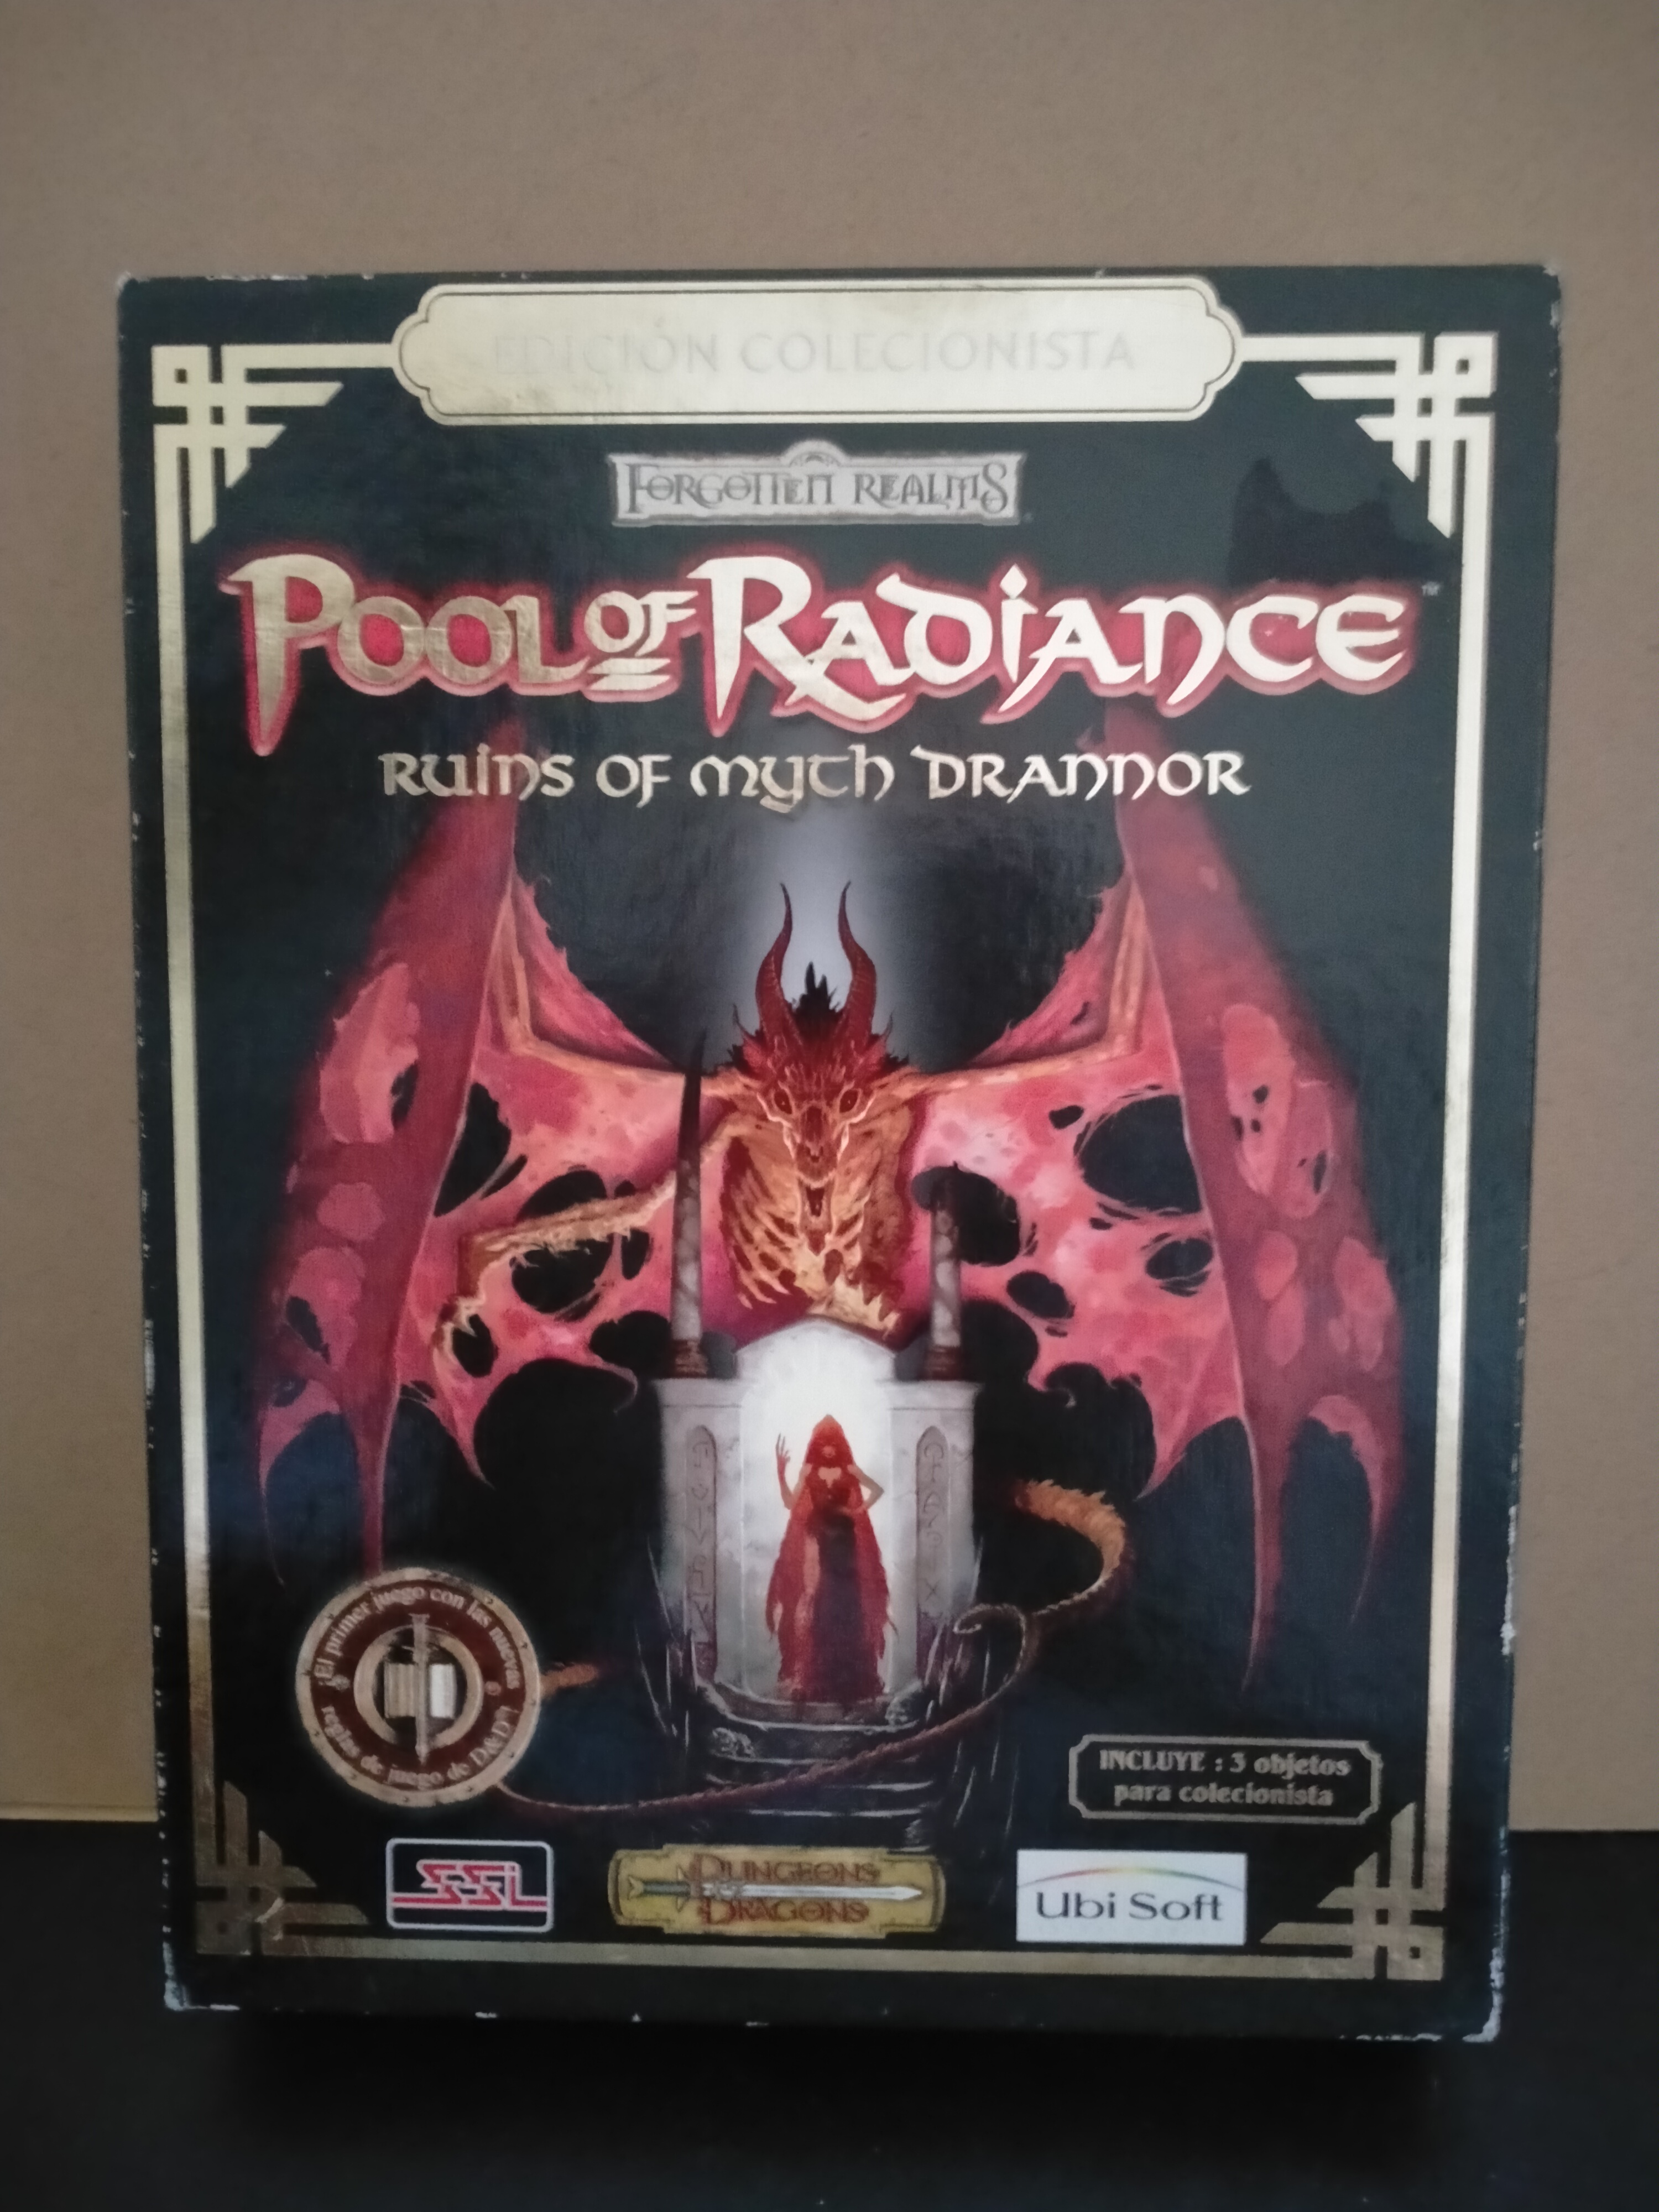 EDICIÓN COLECIONISTA
FORGOTTEN REALMS
POOL OF RADIANCE™
RUINS OF MYTH DRANNOR
¡El primer juego con las nuevas
reglas de juego de D&D!
INCLUYE : 3 objetos
para colecionista
SSI
DUNGEONS
DRAGONS
Ubi Soft